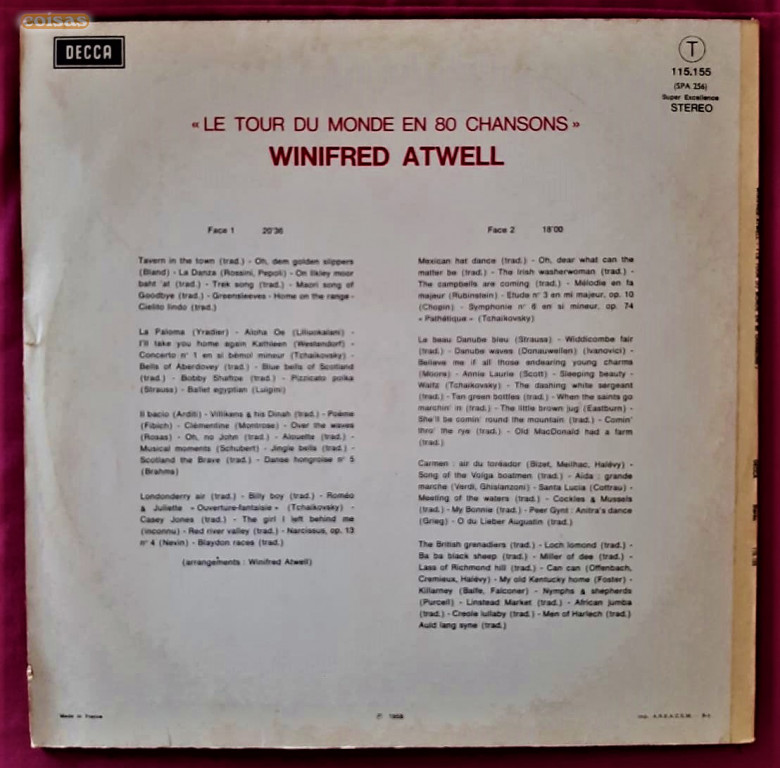 coisas
DECCA
T
115.155
(SPA 256)
Super Excellence
STEREO
« LE TOUR DU MONDE EN 80 CHANSONS »
WINIFRED ATWELL
Face 1 20'36
Tavern in the town (trad.) - Oh, dem golden slippers
(Bland) - La Danza (Rossini, Pepoli) - On Ilkley moor
baht 'at (trad.) - Trek song (trad.) - Maori song of
Goodbye (trad.) - Greensleeves - Home on the range -
Cielito lindo (trad.)
La Paloma (Yradier) - Aloha Oe (Liliuokalani) -
I'll take you home again Kathleen (Westendorf) -
Concerto n° 1 en si bémol mineur (Tchaikovsky) -
Bells of Aberdovey (trad.) - Blue bells of Scotland
(trad.) - Bobby Shaftoe (trad.) - Pizzicato polka
(Strauss) - Ballet egyptian (Luigini)
Il bacio (Arditi) - Villikens & his Dinah (trad.) - Poème
(Fibich) - Clémentine (Montrose) - Over the waves
(Rosas) - Oh, no John (trad.) - Alouette (trad.) -
Musical moments (Schubert) - Jingle bells (trad.) -
Scotland the Brave (trad.) - Danse hongroise n° 5
(Brahms)
Londonderry air (trad.) - Billy boy (trad.) - Roméo
& Juliette « Ouverture-fantaisie » (Tchaikovsky) -
Casey Jones (trad.) - The girl I left behind me
(inconnu) - Red river valley (trad.) - Narcissus, op. 13
n° 4 (Nevin) - Blaydon races (trad.)
(arrangements : Winifred Atwell)
Face 2 18'00
Mexican hat dance (trad.) - Oh, dear what can the
matter be (trad.) - The Irish washerwoman (trad.) -
The campbells are coming (trad.) - Mélodie en fa
majeur (Rubinstein) - Etude n° 3 en mi majeur, op. 10
(Chopin) - Symphonie n° 6 en si mineur, op. 74
« Pathétique » (Tchaikovsky)
Le beau Danube bleu (Strauss) - Widdicombe fair
(trad.) - Danube waves (Donauwellen) (Ivanovici) -
Believe me if all those endearing young charms
(Moore) - Annie Laurie (Scott) - Sleeping beauty -
Waltz (Tchaikovsky) - The dashing white sergeant
(trad.) - Ten green bottles (trad.) - When the saints go
marchin' in (trad.) - The little brown jug (Eastburn) -
She'll be comin' round the mountain (trad.) - Comin'
thro' the rye (trad.) - Old MacDonald had a farm
(trad.)
Carmen : air du toréador (Bizet, Meilhac, Halévy) -
Song of the Volga boatmen (trad.) - Aida : grande
marche (Verdi, Ghislanzoni) - Santa Lucia (Cottrau) -
Meeting of the waters (trad.) - Cockles & Mussels
(trad.) - My Bonnie (trad.) - Peer Gynt : Anitra's dance
(Grieg) - O du Lieber Augustin (trad.)
The British grenadiers (trad.) - Loch lomond (trad.) -
Ba ba black sheep (trad.) - Miller of dee (trad.) -
Lass of Richmond hill (trad.) - Can can (Offenbach,
Cremieux, Halévy) - My old Kentucky home (Foster) -
Killarney (Balfe, Falconer) - Nymphs & shepherds
(Purcell) - Linstead Market (trad.) - African jumba
(trad.) - Creole lullaby (trad.) - Men of Harlech (trad.)
Auld lang syne (trad.)
Made in France
℗ 1958